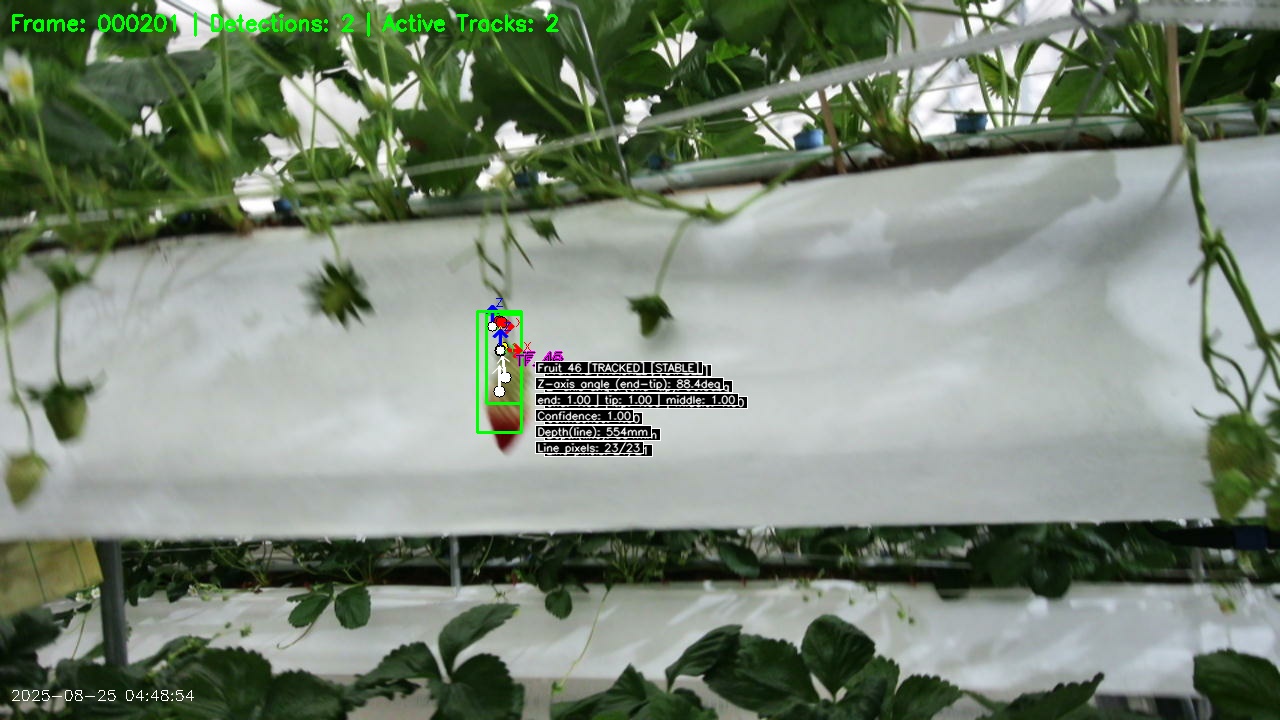 Frame: 000201 | Detections: 2 | Active Tracks: 2
Z
X
Fruit 46 [TRACKED] [STABLE]
Z-axis angle (end-tip): 88.4deg
end: 1.00 | tip: 1.00 | middle: 1.00
Confidence: 1.00
Depth(line): 554mm
Line pixels: 23/23
2025-08-25 04:48:54